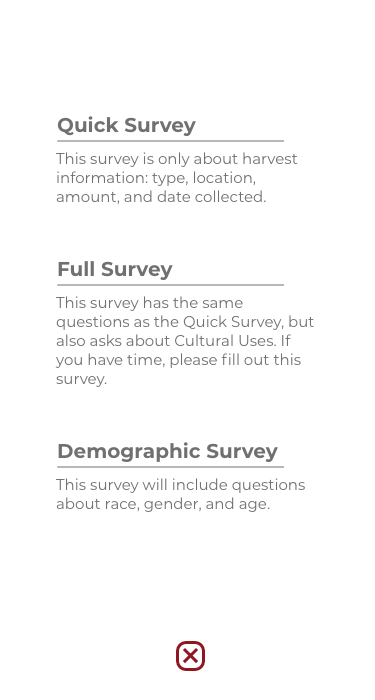 Quick Survey
This survey is only about harvest
information: type, location,
amount, and date collected.
Full Survey
This survey has the same
questions as the Quick Survey, but
also asks about Cultural Uses. If
you have time, please fill out this
survey.
Demographic Survey
This survey will include questions
about race, gender, and age.